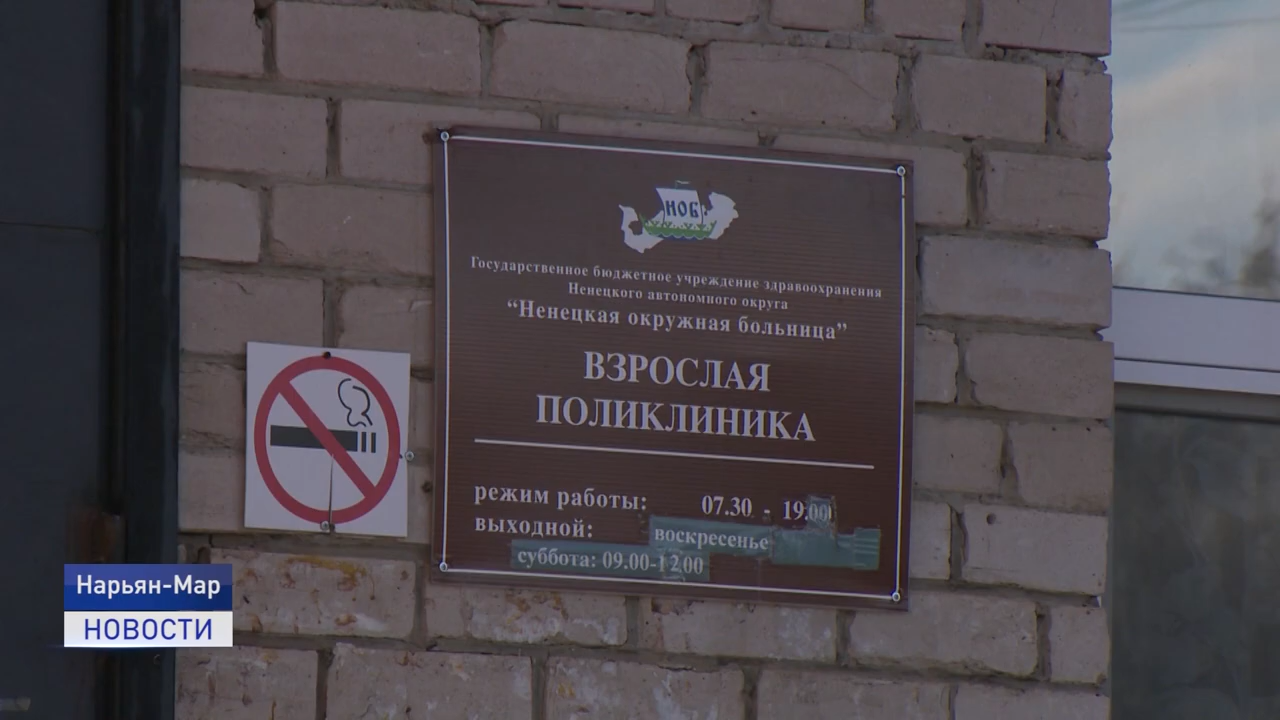 НОБ
Государственное бюджетное учреждение здравоохранения
Ненецкого автономного округа
“Ненецкая окружная больница”
ВЗРОСЛАЯ
ПОЛИКЛИНИКА
режим работы: 07.30 - 19.00
выходной: воскресенье
суббота: 09.00-12.00
Нарьян-Мар
НОВОСТИ